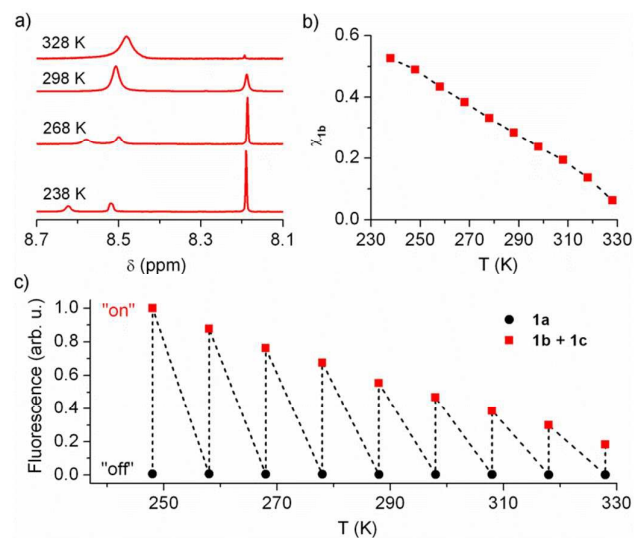 a)
328 K
298 K
268 K
238 K
8.7 8.5 8.3 8.1
δ (ppm)
b)
0.6
0.4
0.2
0.0
χ1b
230 250 270 290 310 330
T (K)
c)
1.0
0.8
0.6
0.4
0.2
0.0
Fluorescence (arb. u.)
"on"
"off"
1a
1b + 1c
250 270 290 310 330
T (K)